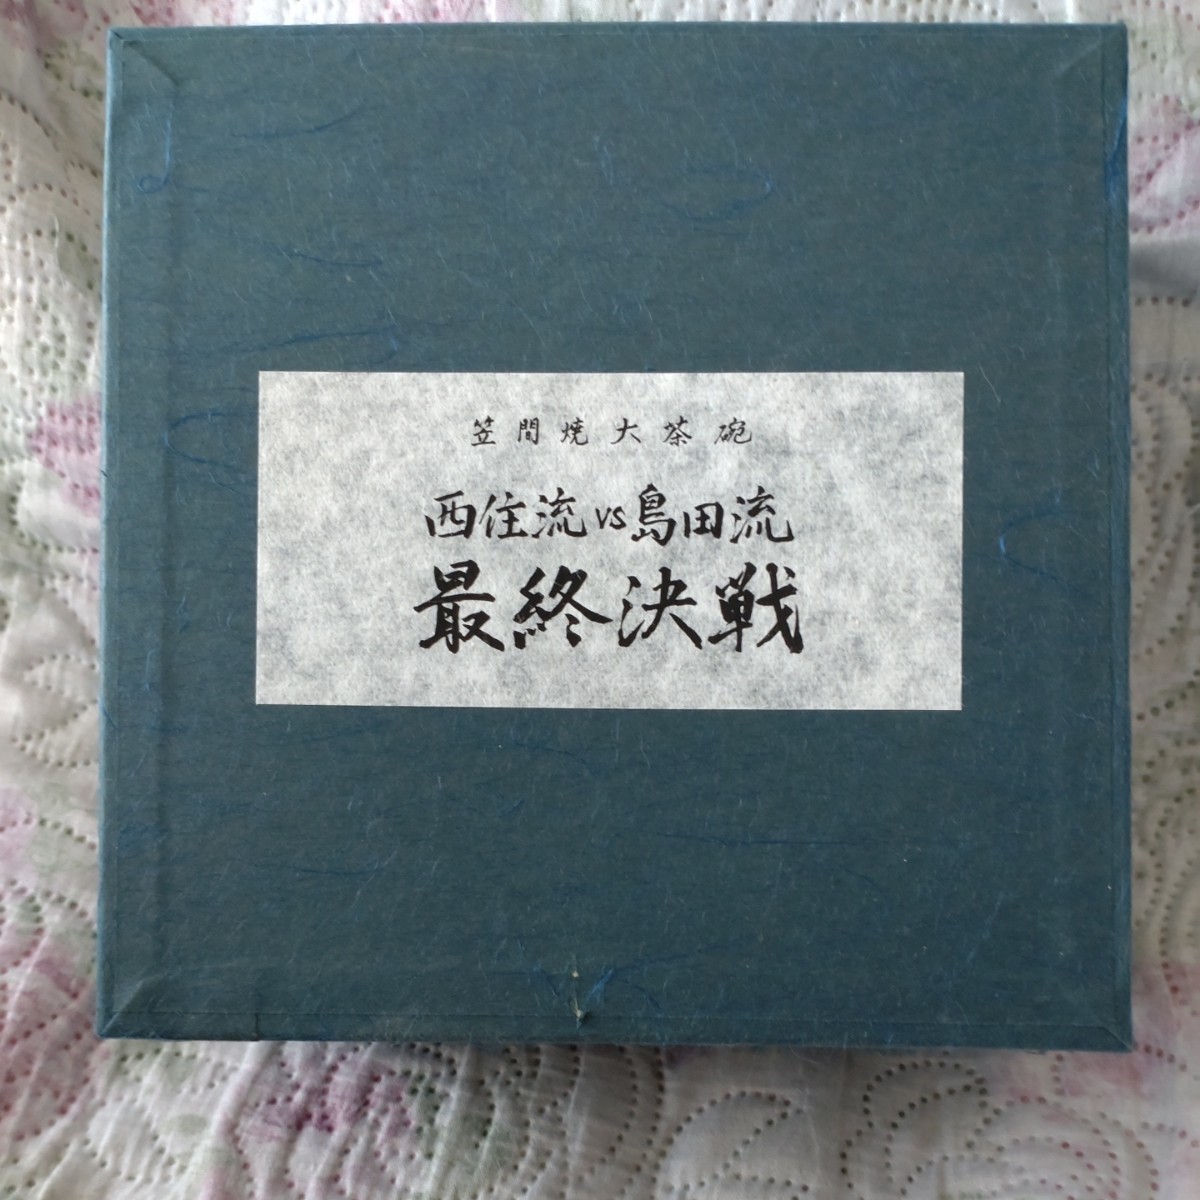 笠間焼大茶碗
西住流vs島田流
最終決戦